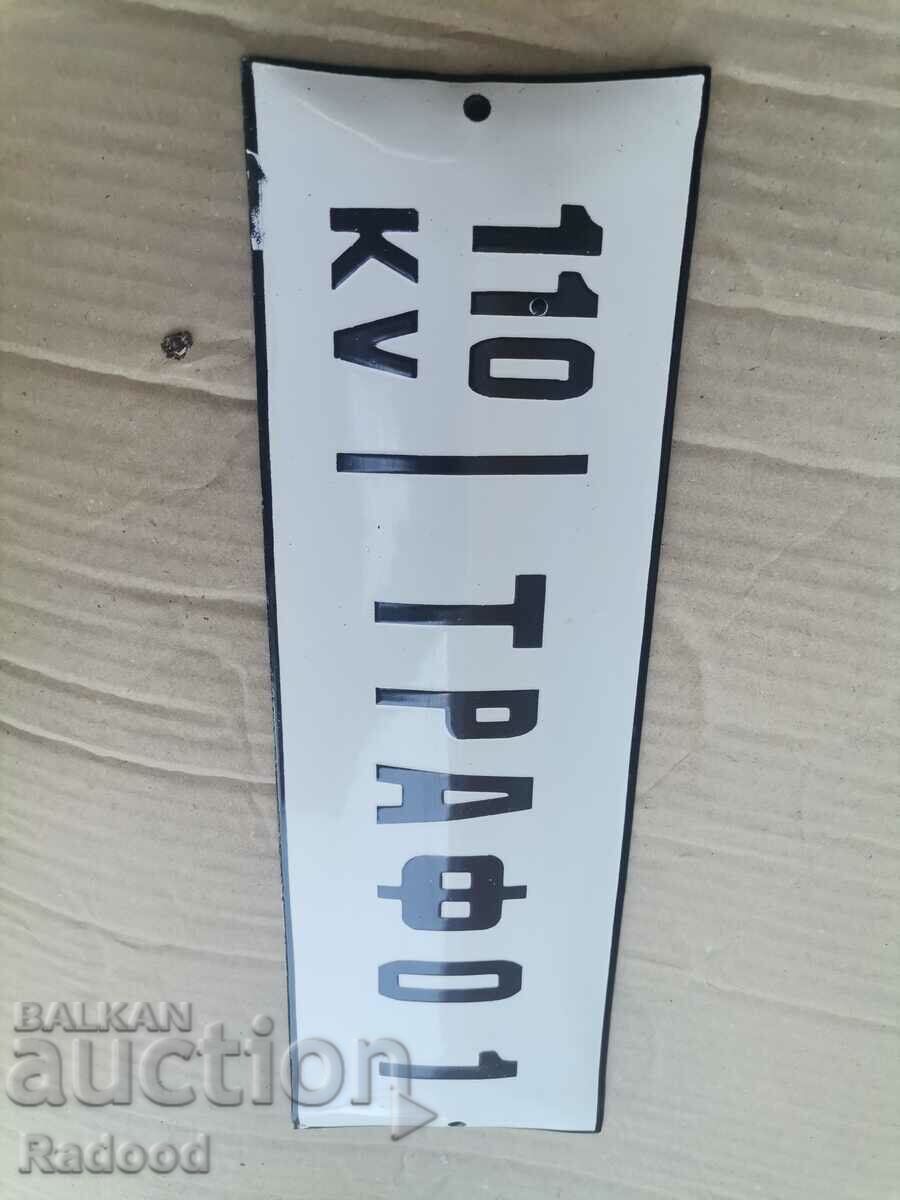 110
kv
ТРАФО 1
BALKAN
auction
Radood